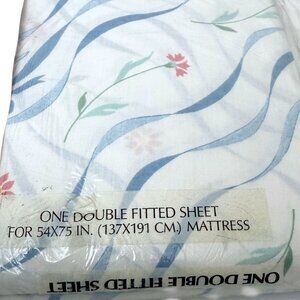 ONE DOUBLE FITTED SHEET
FOR 54X75 IN. (137X191 CM.) MATTRESS
ONE DOUBLE FITTED SHEET